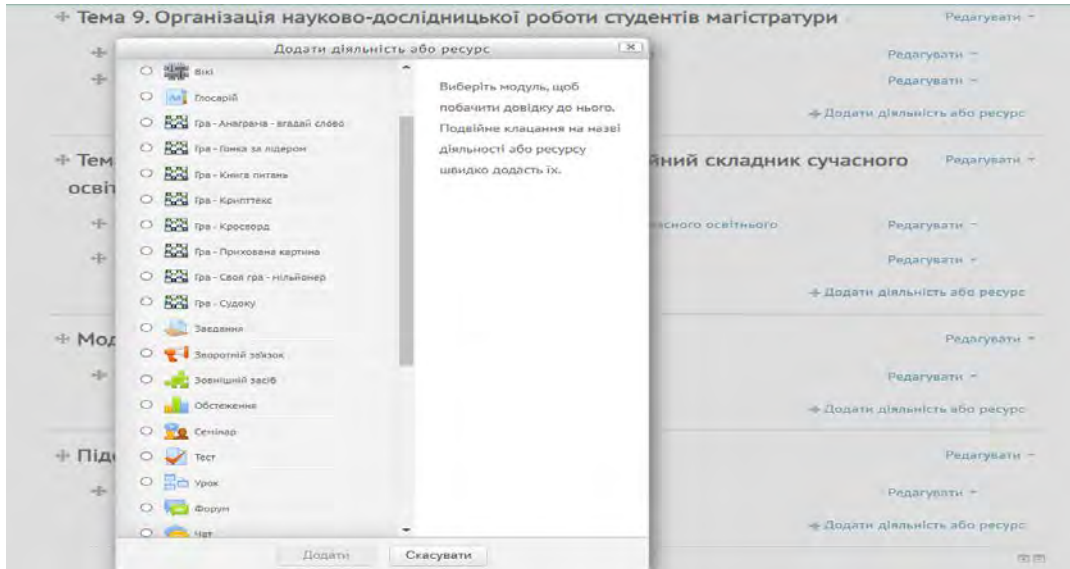 Тема 9. Організація науково-дослідницької роботи студентів магістратури
Редагувати
Додати діяльність або ресурс
Редагувати
Редагувати
Додати діяльність або ресурс
Вікі
Глосарій
Гра - Анаграма - вгадай слово
Гра - Гонка за лідером
Гра - Книга питань
Гра - Криптекс
Гра - Кросворд
Гра - Прихована картина
Гра - Своя гра - мільйонер
Гра - Судоку
Завдання
Зворотній зв'язок
Зовнішній засіб
Обстеження
Семінар
Тест
Урок
Форум
Чат
Виберіть модуль, щоб
побачити довідку до нього.
Подвійне клацання на назві
діяльності або ресурсу
швидко додасть їх.
Тем
йний складник сучасного
Редагувати
освіт
асного освітнього
Редагувати
Редагувати
Додати діяльність або ресурс
Мод
Редагувати
Редагувати
Додати діяльність або ресурс
Під
Редагувати
Редагувати
Додати діяльність або ресурс
Додати
Скасувати